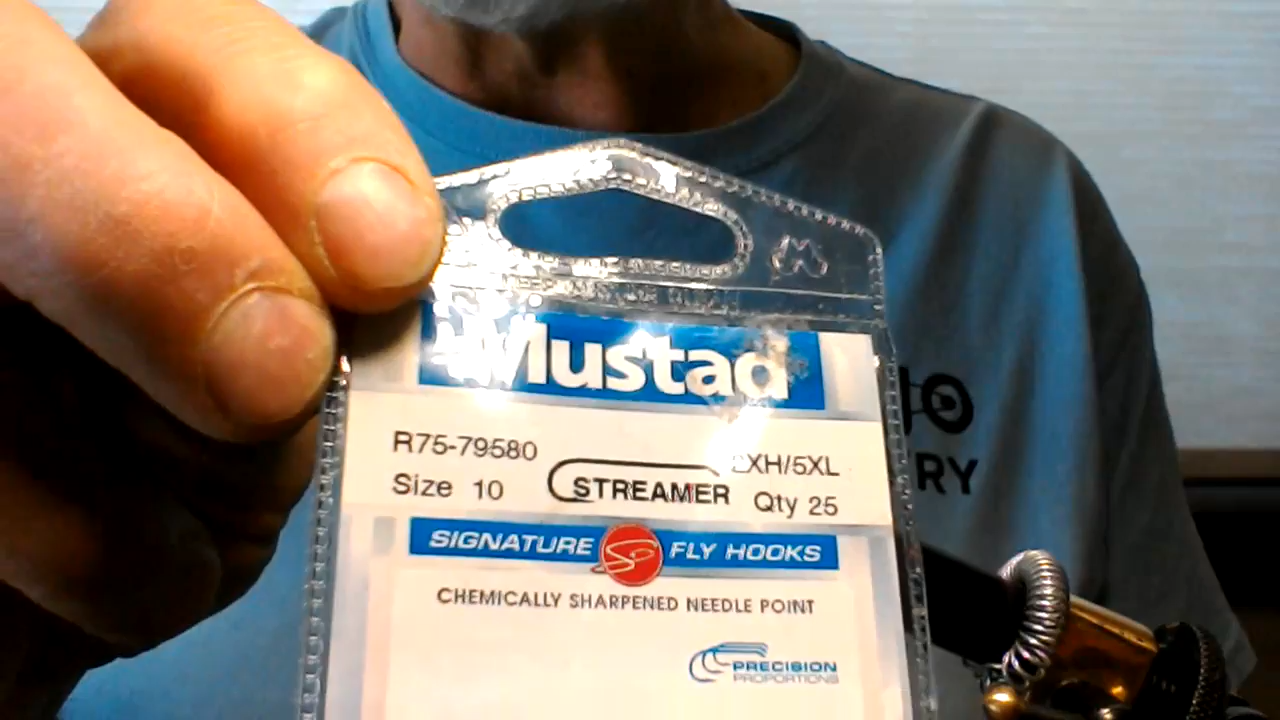 Mustad
R75-79580
XH/5XL
Size 10
STREAMER
Qty 25
SIGNATURE
FLY HOOKS
CHEMICALLY SHARPENED NEEDLE POINT
PRECISION
PROPORTIONS
RY